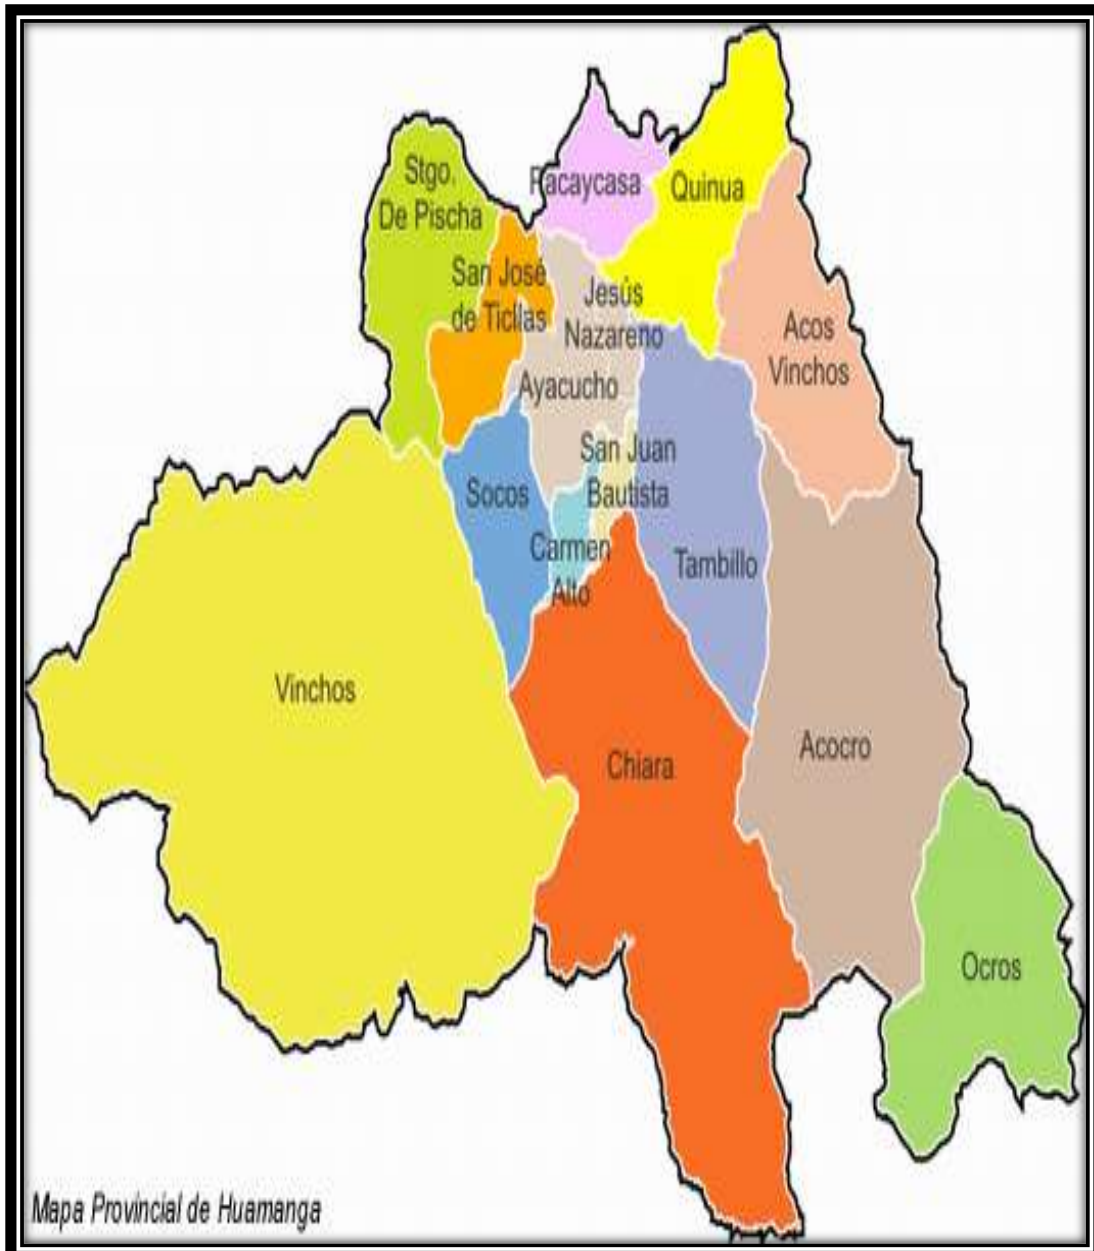 Stgo.
De Pischa
Pacaycasa
Quinua
San José
de Ticllas
Jesús
Nazareno
Acos
Vinchos
Ayacucho
San Juan
Bautista
Socos
Carmen
Alto
Tambillo
Vinchos
Chiara
Acocro
Ocros
Mapa Provincial de Huamanga